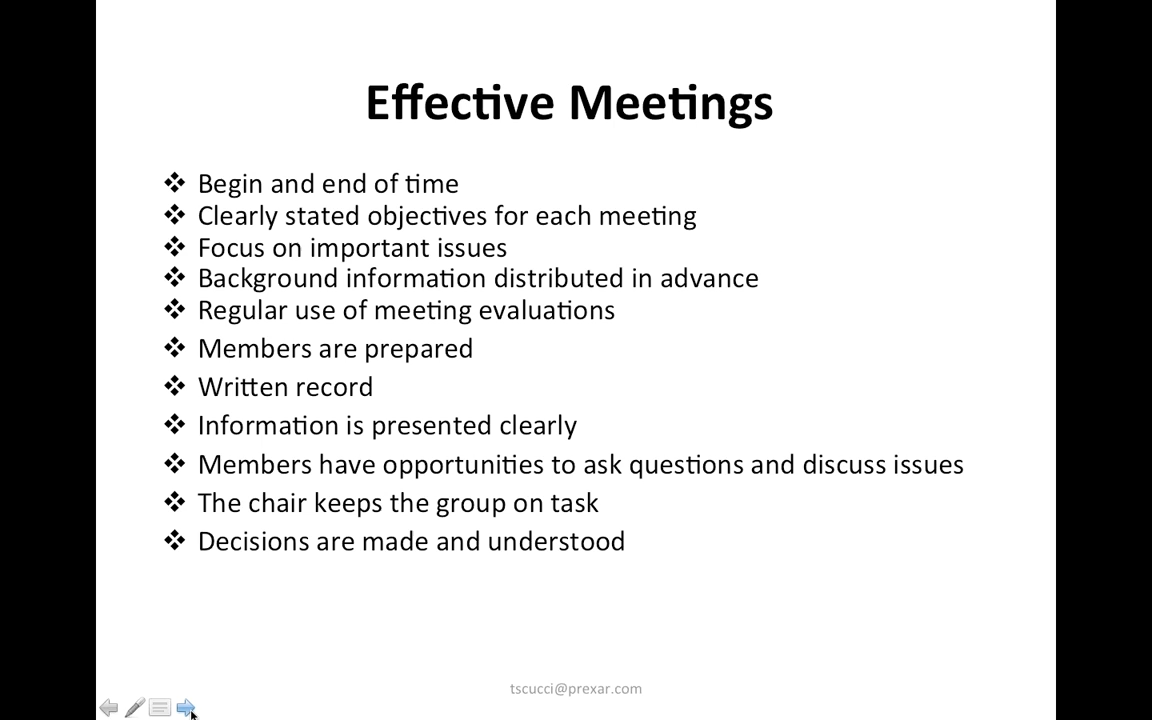 Effective Meetings
❖ Begin and end of time
❖ Clearly stated objectives for each meeting
❖ Focus on important issues
❖ Background information distributed in advance
❖ Regular use of meeting evaluations
❖ Members are prepared
❖ Written record
❖ Information is presented clearly
❖ Members have opportunities to ask questions and discuss issues
❖ The chair keeps the group on task
❖ Decisions are made and understood
tscucci@prexar.com